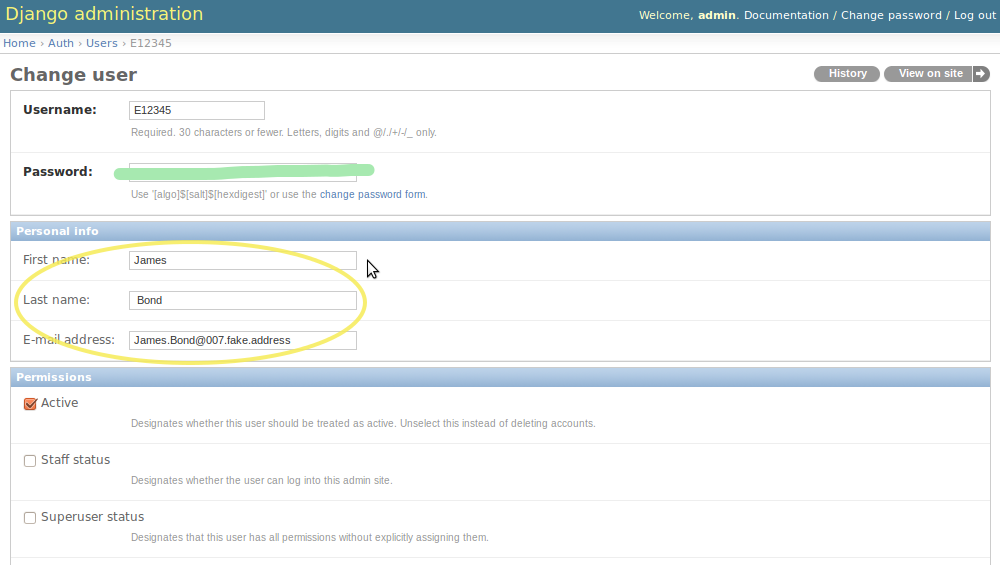 Django administration
Welcome, admin. Documentation / Change password / Log out
Home › Auth › Users › E12345
Change user
History View on site
Username: E12345
Required. 30 characters or fewer. Letters, digits and @/./+/-/_ only.
Password:
Use '[algo]$[salt]$[hexdigest]' or use the change password form.
Personal info
First name: James
Last name: Bond
E-mail address: James.Bond@007.fake.address
Permissions
Active
Designates whether this user should be treated as active. Unselect this instead of deleting accounts.
Staff status
Designates whether the user can log into this admin site.
Superuser status
Designates that this user has all permissions without explicitly assigning them.